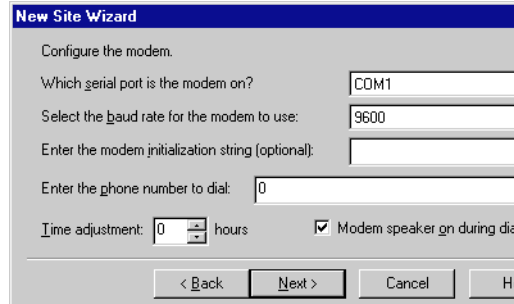 New Site Wizard
Configure the modem.
Which serial port is the modem on? COM1
Select the baud rate for the modem to use: 9600
Enter the modem initialization string (optional):
Enter the phone number to dial: 0
Time adjustment: 0 hours Modem speaker on during
< Back Next > Cancel